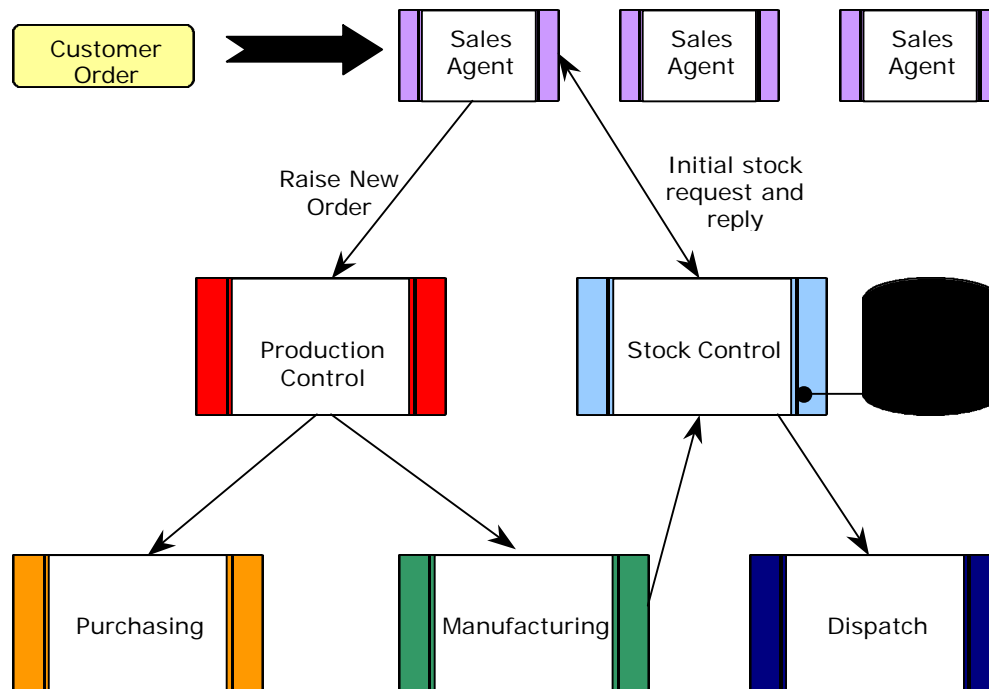 Customer
Order
Sales
Agent
Sales
Agent
Sales
Agent
Raise New
Order
Initial stock
request and
reply
Production
Control
Stock Control
Purchasing
Manufacturing
Dispatch